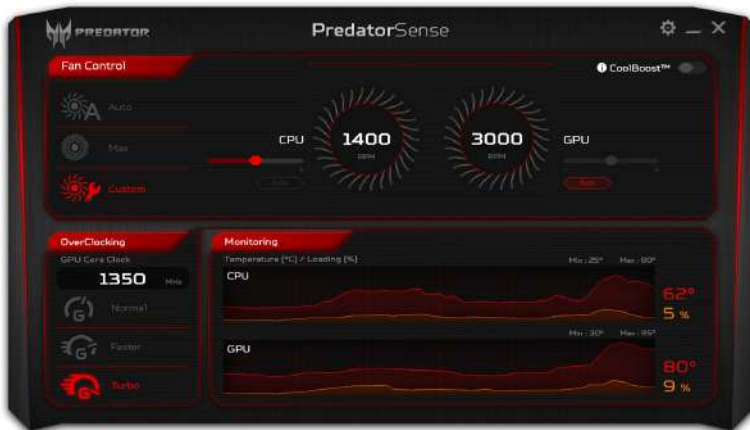 PREDATOR
PredatorSense
Fan Control
CoolBoost™
Auto
Max
Custom
CPU
1400
RPM
3000
RPM
GPU
Auto
Auto
OverClocking
GPU Core Clock
1350 MHz
Normal
Faster
Turbo
Monitoring
Temperature [°C] / Loading [%]
Min : 25° Max : 80°
CPU
62°
5 %
Min : 30° Max : 95°
GPU
80°
9 %